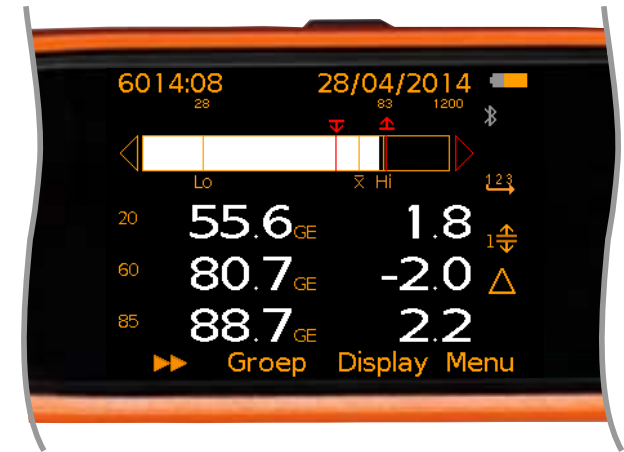 6014:08 28/04/2014
28 83 1200
Lo x̅ Hi
123
20 55.6GE 1.8
1
60 80.7GE -2.0
85 88.7GE 2.2
Groep Display Menu